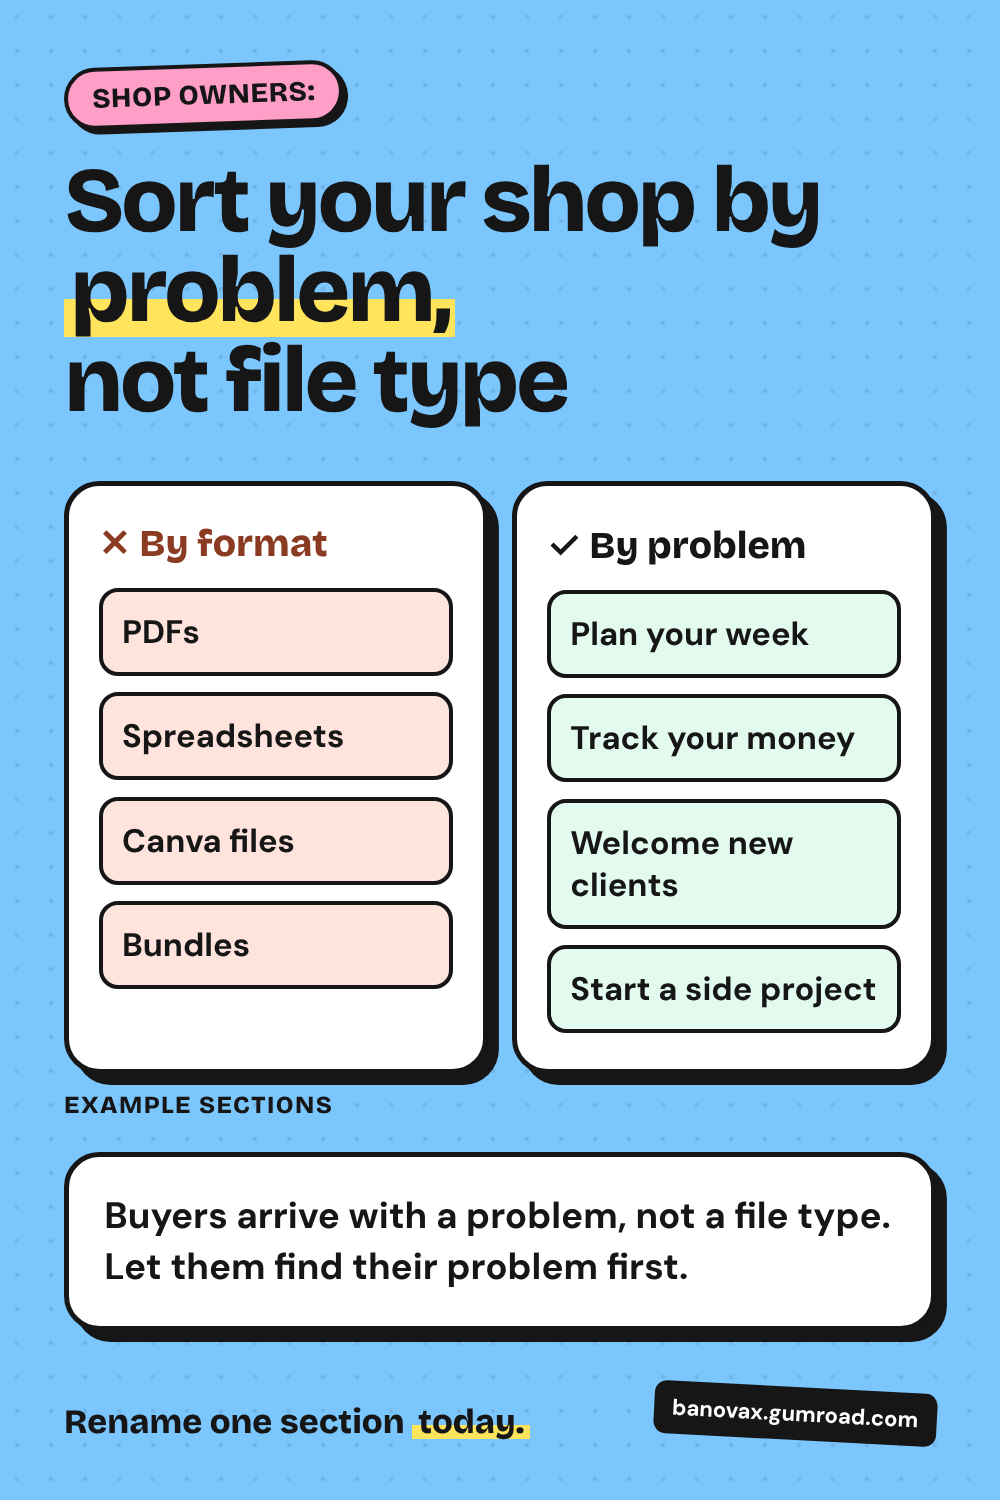 SHOP OWNERS:
Sort your shop by
problem,
not file type
✕ By format
PDFs
Spreadsheets
Canva files
Bundles
✓ By problem
Plan your week
Track your money
Welcome new
clients
Start a side project
EXAMPLE SECTIONS
Buyers arrive with a problem, not a file type.
Let them find their problem first.
Rename one section today.
banovax.gumroad.com